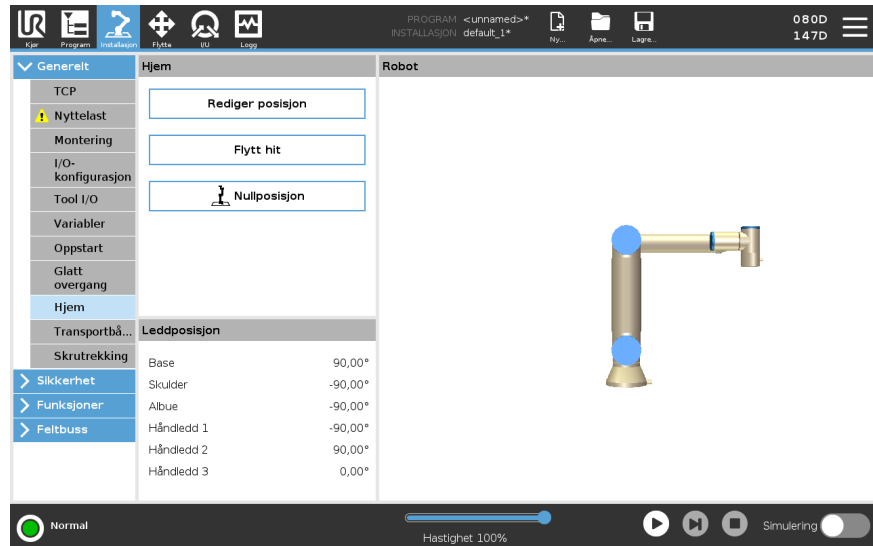 UR
Kjør
Program
Installasjon
Flytte
I/U
Logg
PROGRAM <unnamed>*
INSTALLASJON default_1*
Ny...
Åpne...
Lagre...
080D
147D
Generelt
TCP
Nyttelast
Montering
I/O-
konfigurasjon
Tool I/O
Variabler
Oppstart
Glatt
overgang
Hjem
Transportbå...
Skrutrekking
Sikkerhet
Funksjoner
Feltbuss
Hjem
Rediger posisjon
Flytt hit
Nullposisjon
Leddposisjon
Base 90,00°
Skulder -90,00°
Albue -90,00°
Håndledd 1 -90,00°
Håndledd 2 90,00°
Håndledd 3 0,00°
Robot
Normal
Hastighet 100%
Simulering